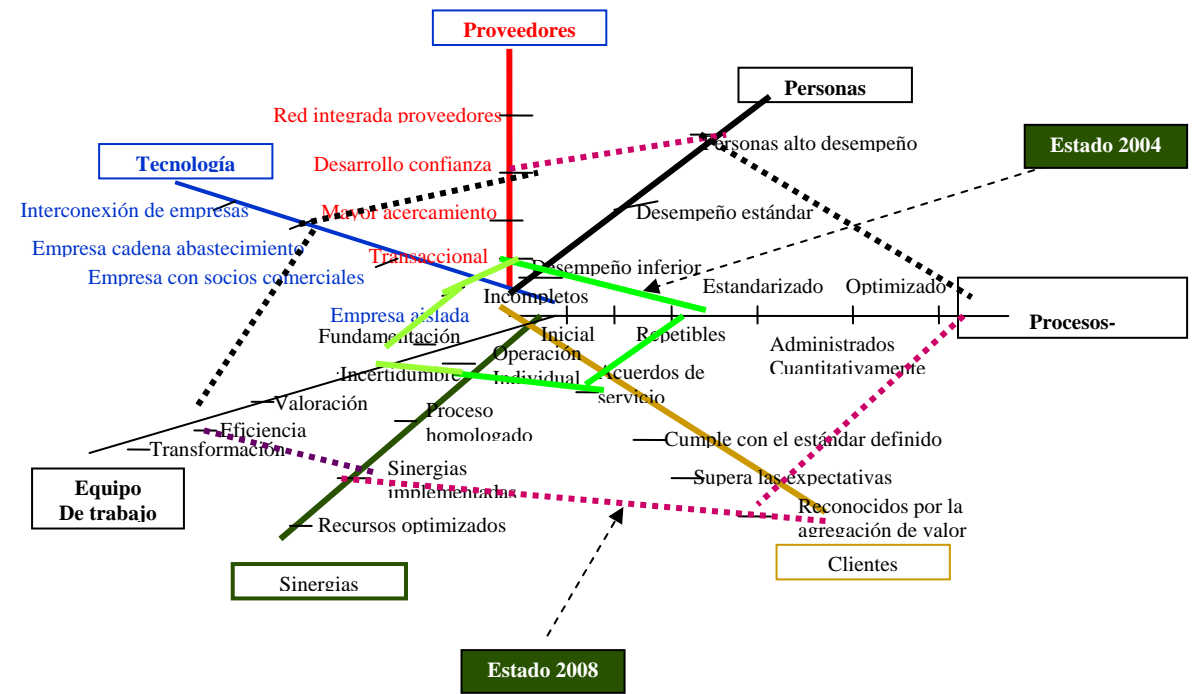 Proveedores
Personas
Red integrada proveedores
Personas alto desempeño
Estado 2004
Tecnología
Desarrollo confianza
Interconexión de empresas
Mayor acercamiento
Desempeño estándar
Empresa cadena abastecimiento
Transaccional
Desempeño inferior
Empresa con socios comerciales
Incompletos
Estandarizado
Optimizado
Empresa aislada
Fundamentación
Inicial
Repetibles
Procesos-
Administrados
Cuantitativamente
Operación
Individual
Incertidumbre
Acuerdos de
servicio
Valoración
Proceso
homologado
Eficiencia
Cumple con el estándar definido
Transformación
Sinergias
implementadas
Supera las expectativas
Equipo
De trabajo
Reconocidos por la
agregación de valor
Recursos optimizados
Clientes
Sinergias
Estado 2008